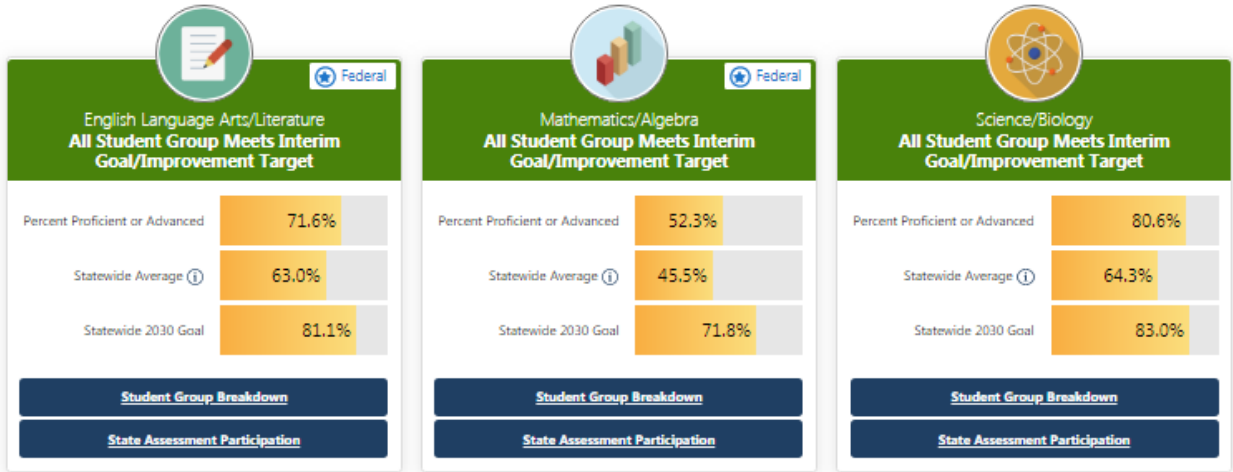 Federal
English Language Arts/Literature
All Student Group Meets Interim
Goal/Improvement Target
Percent Proficient or Advanced 71.6%
Statewide Average 63.0%
Statewide 2030 Goal 81.1%
Student Group Breakdown
State Assessment Participation
Federal
Mathematics/Algebra
All Student Group Meets Interim
Goal/Improvement Target
Percent Proficient or Advanced 52.3%
Statewide Average 45.5%
Statewide 2030 Goal 71.8%
Student Group Breakdown
State Assessment Participation
Science/Biology
All Student Group Meets Interim
Goal/Improvement Target
Percent Proficient or Advanced 80.6%
Statewide Average 64.3%
Statewide 2030 Goal 83.0%
Student Group Breakdown
State Assessment Participation